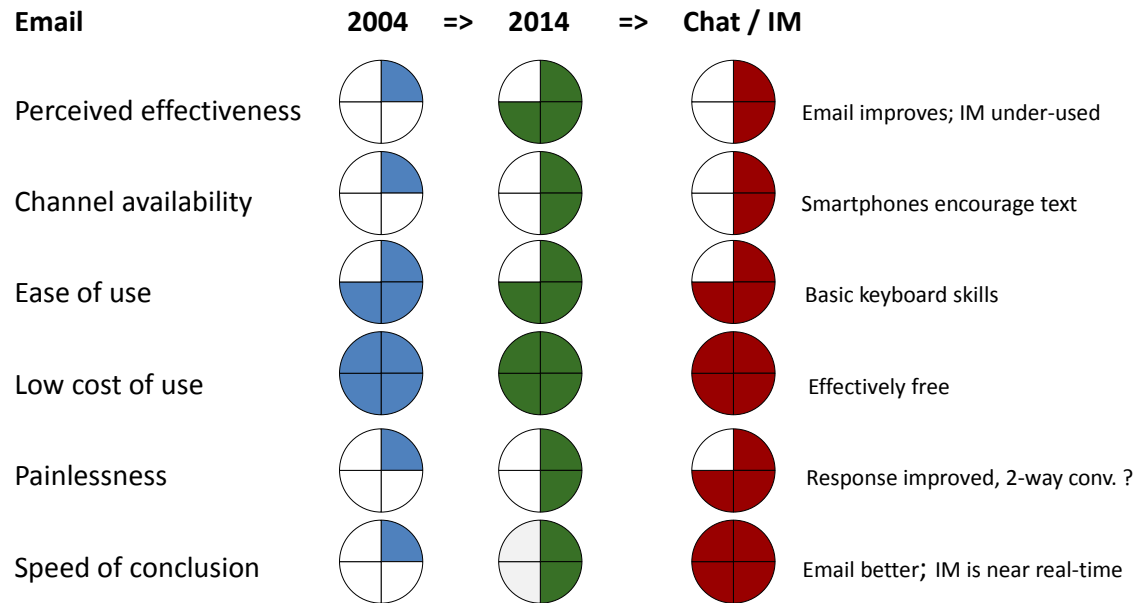 Email 2004 => 2014 => Chat / IM
Perceived effectiveness Email improves; IM under-used
Channel availability Smartphones encourage text
Ease of use Basic keyboard skills
Low cost of use Effectively free
Painlessness Response improved, 2-way conv. ?
Speed of conclusion Email better; IM is near real-time